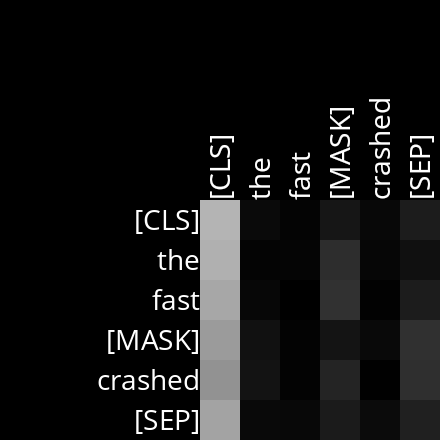 [CLS] the fast [MASK] crashed [SEP]
[CLS]
the
fast
[MASK]
crashed
[SEP]